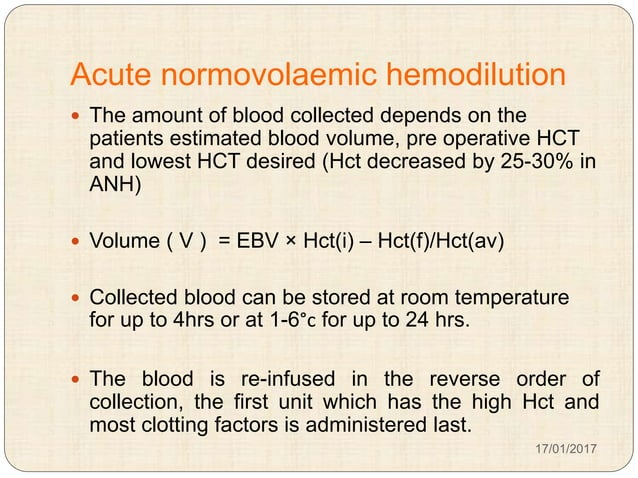 Acute normovolaemic hemodilution
• The amount of blood collected depends on the
patients estimated blood volume, pre operative HCT
and lowest HCT desired (Hct decreased by 25-30% in
ANH)
• Volume ( V )  = EBV × Hct(i) – Hct(f)/Hct(av)
• Collected blood can be stored at room temperature
for up to 4hrs or at 1-6°c for up to 24 hrs.
• The blood is re-infused in the reverse order of
collection, the first unit which has the high Hct and
most clotting factors is administered last.
17/01/2017